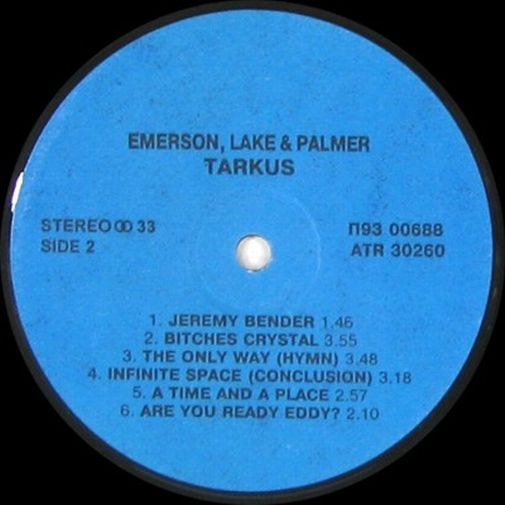 EMERSON, LAKE & PALMER
TARKUS
STEREO ꝏ 33
SIDE 2
П93 00688
ATR 30260
1. JEREMY BENDER 1.46
2. BITCHES CRYSTAL 3.55
3. THE ONLY WAY (HYMN) 3.48
4. INFINITE SPACE (CONCLUSION) 3.18
5. A TIME AND A PLACE 2.57
6. ARE YOU READY EDDY? 2.10